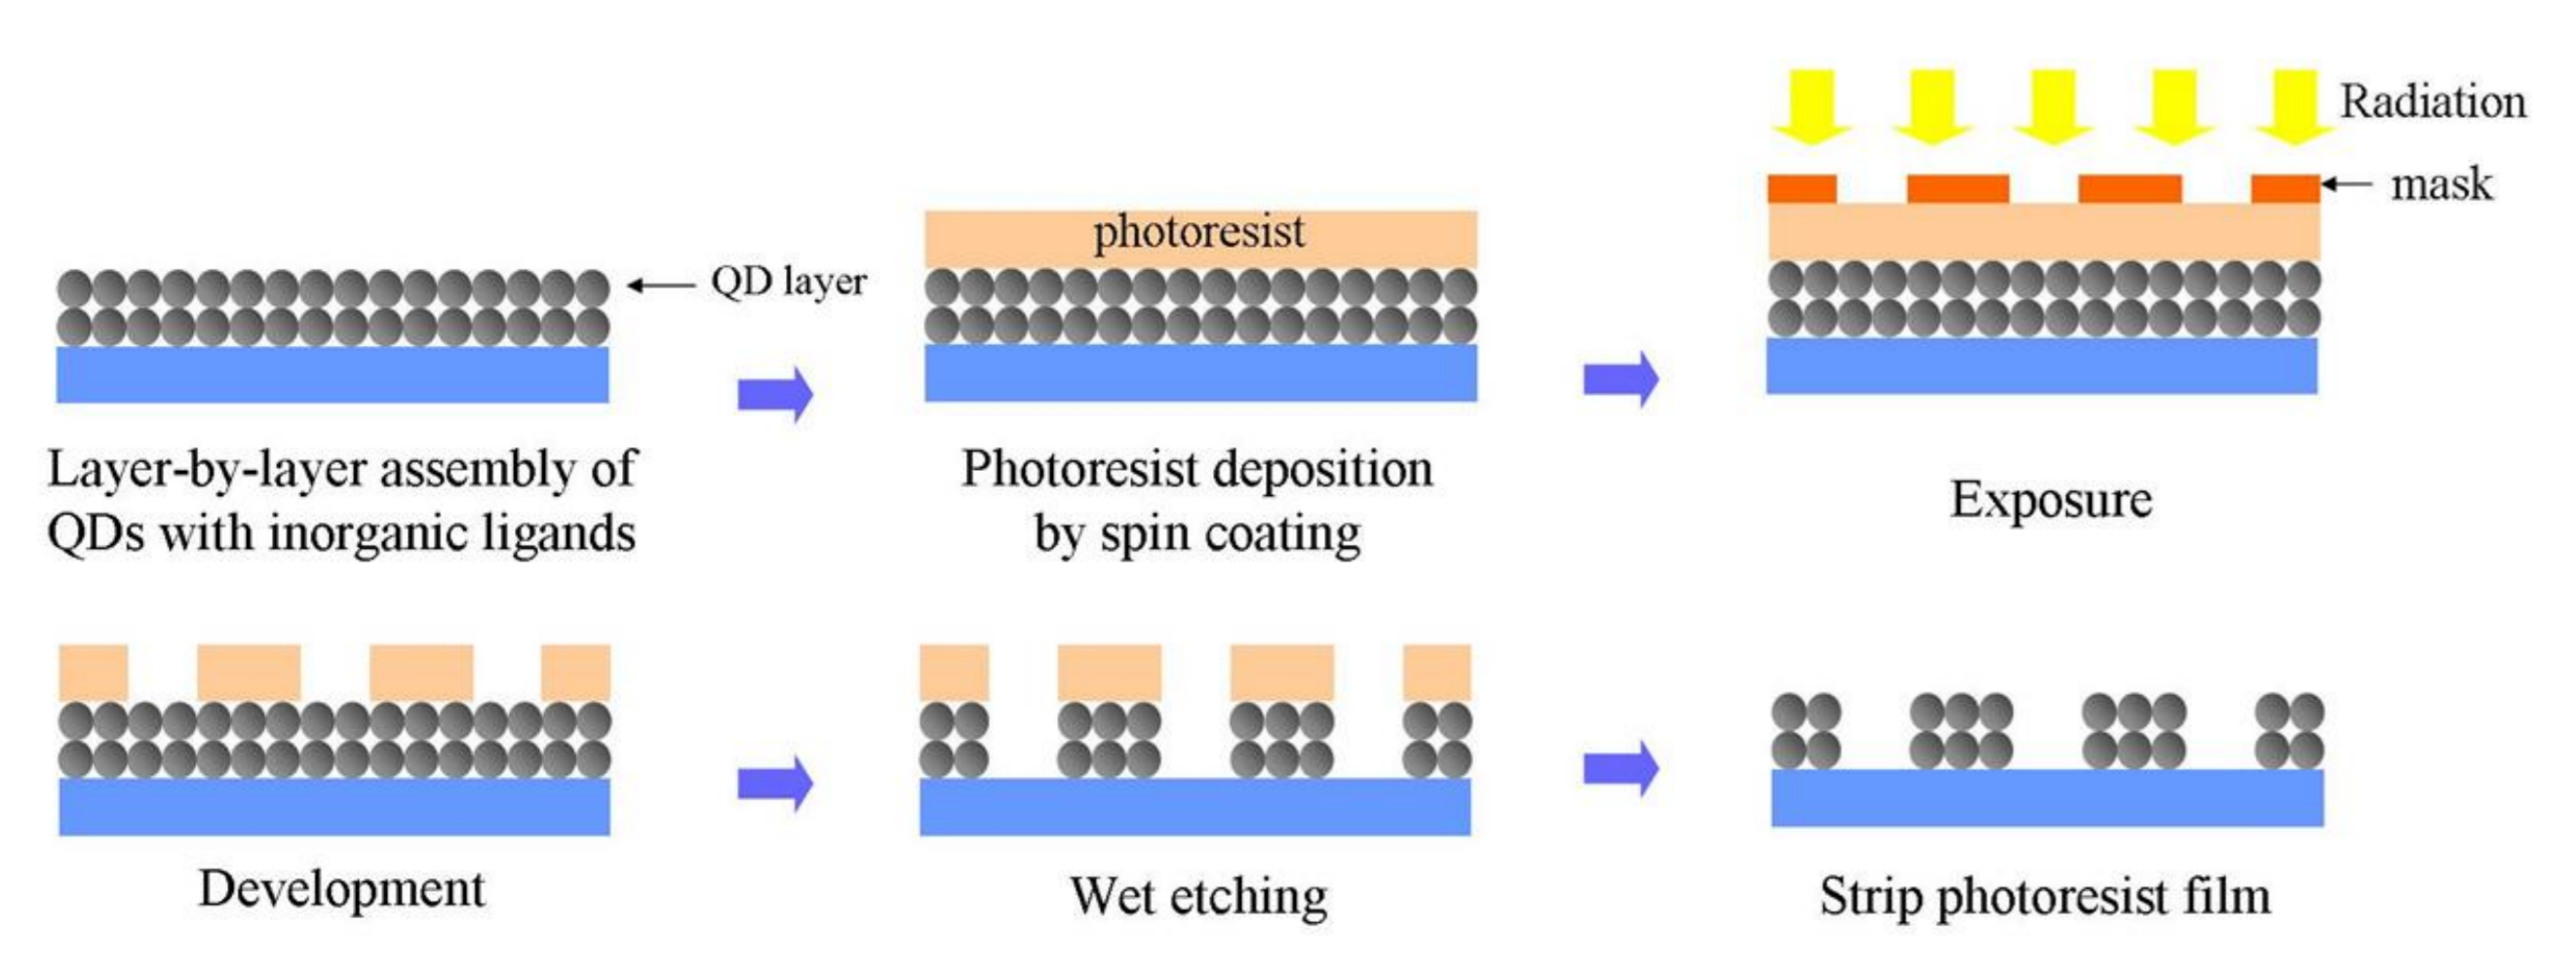 Radiation
mask
photoresist
QD layer
Layer-by-layer assembly of
QDs with inorganic ligands
Photoresist deposition
by spin coating
Exposure
Development
Wet etching
Strip photoresist film